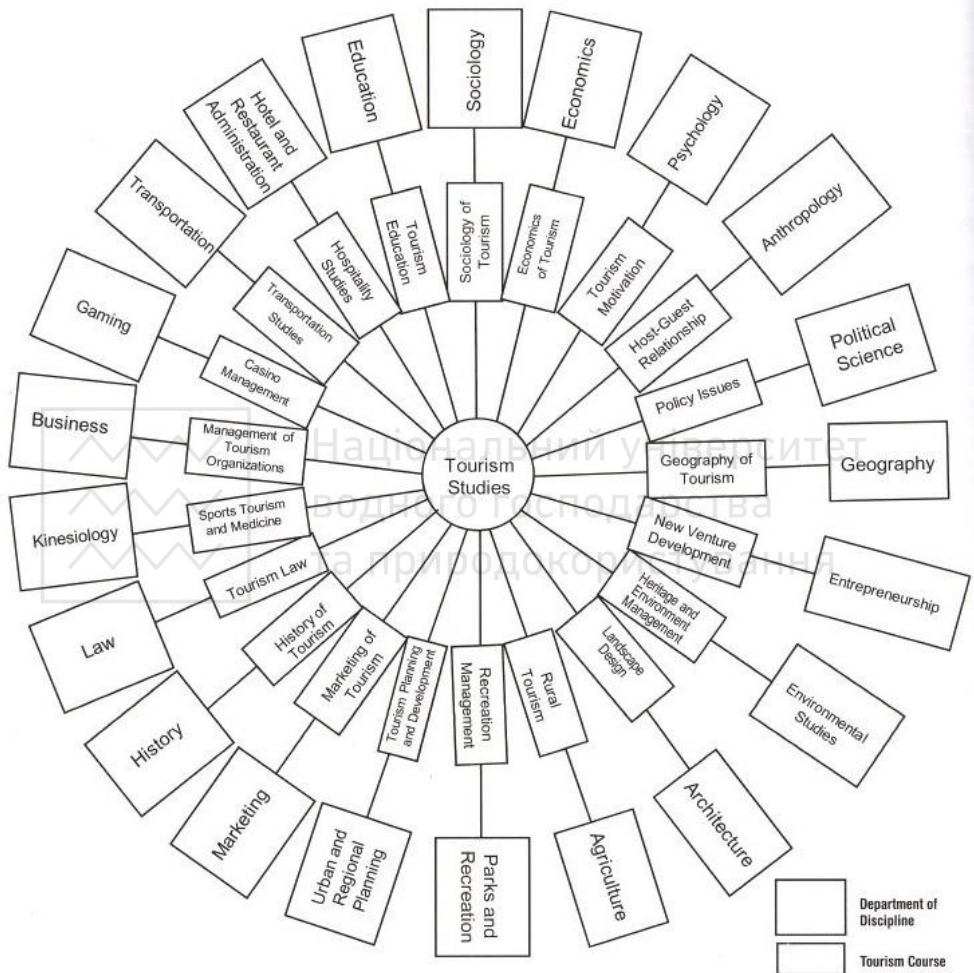 Sociology
Economics
Psychology
Anthropology
Political
Science
Geography
Entrepreneurship
Environmental
Studies
Architecture
Agriculture
Parks and
Recreation
Urban and
Regional
Planning
Marketing
History
Law
Kinesiology
Business
Gaming
Transportation
Hotel and
Restaurant
Administration
Education
Sociology of
Tourism
Economics
of Tourism
Tourism
Motivation
Host-Guest
Relationship
Policy Issues
Geography of
Tourism
New Venture
Development
Heritage and
Environment
Management
Landscape
Design
Rural
Tourism
Recreation
Management
Tourism Planning
and Development
Marketing of
Tourism
History of
Tourism
Tourism Law
Sports Tourism
and Medicine
Management of
Tourism
Organizations
Casino
Management
Transportation
Studies
Hospitality
Studies
Tourism
Education
Tourism
Studies
Національний університет
водного господарства
та природокористування
Department of
Discipline
Tourism Course